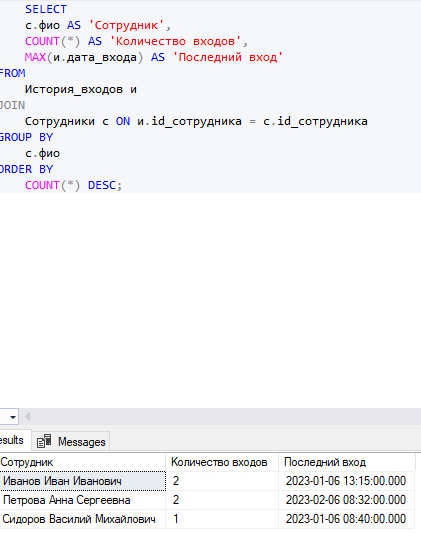 SELECT
с.фио AS 'Сотрудник',
COUNT(*) AS 'Количество входов',
MAX(и.дата_входа) AS 'Последний вход'
FROM
История_входов и
JOIN
Сотрудники с ON и.id_сотрудника = с.id_сотрудника
GROUP BY
с.фио
ORDER BY
COUNT(*) DESC;
esults Messages
Сотрудник Количество входов Последний вход
Иванов Иван Иванович 2 2023-01-06 13:15:00.000
Петрова Анна Сергеевна 2 2023-02-06 08:32:00.000
Сидоров Василий Михайлович 1 2023-01-06 08:40:00.000